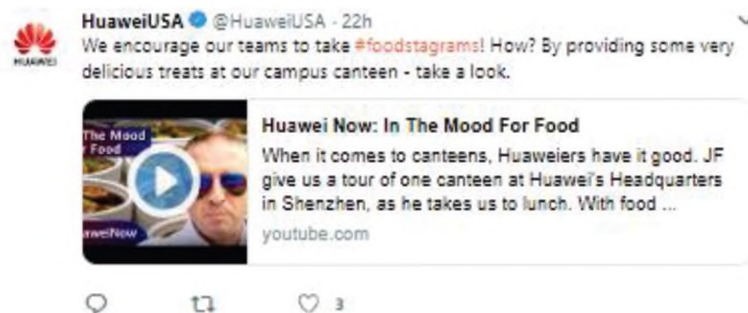 HuaweiUSA @HuaweiUSA · 22h
We encourage our teams to take #foodstagrams! How? By providing some very
delicious treats at our campus canteen - take a look.
HUAWEI
The Mood
r Food
Huawei Now: In The Mood For Food
When it comes to canteens, Huaweiers have it good. JF
give us a tour of one canteen at Huawei's Headquarters
in Shenzhen, as he takes us to lunch. With food ...
aweiNow
youtube.com
3